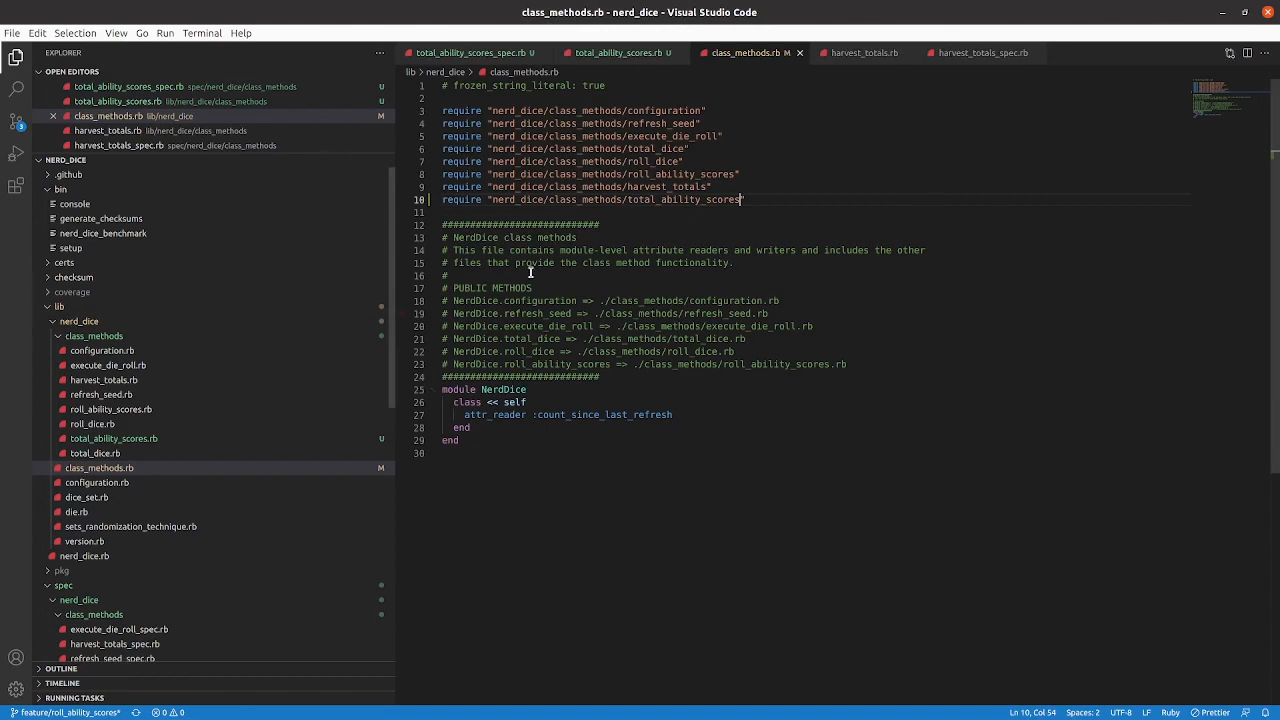 class_methods.rb - nerd_dice - Visual Studio Code
File Edit Selection View Go Run Terminal Help
EXPLORER
OPEN EDITORS
total_ability_scores_spec.rb spec/nerd_dice/class_methods U
total_ability_scores.rb lib/nerd_dice/class_methods U
class_methods.rb lib/nerd_dice M
harvest_totals.rb lib/nerd_dice/class_methods
harvest_totals_spec.rb spec/nerd_dice/class_methods
NERD_DICE
.github
bin
console
generate_checksums
nerd_dice_benchmark
setup
certs
checksum
coverage
lib
nerd_dice
class_methods
configuration.rb
execute_die_roll.rb
harvest_totals.rb
refresh_seed.rb
roll_ability_scores.rb
roll_dice.rb
total_ability_scores.rb U
total_dice.rb
class_methods.rb M
configuration.rb
dice_set.rb
die.rb
sets_randomization_technique.rb
version.rb
nerd_dice.rb
pkg
spec
nerd_dice
class_methods
execute_die_roll_spec.rb
harvest_totals_spec.rb
refresh_seed_spec.rb
OUTLINE
TIMELINE
RUNNING TASKS
3
total_ability_scores_spec.rb U total_ability_scores.rb U class_methods.rb M harvest_totals.rb harvest_totals_spec.rb
lib nerd_dice class_methods.rb
1 # frozen_string_literal: true
2
3 require "nerd_dice/class_methods/configuration"
4 require "nerd_dice/class_methods/refresh_seed"
5 require "nerd_dice/class_methods/execute_die_roll"
6 require "nerd_dice/class_methods/total_dice"
7 require "nerd_dice/class_methods/roll_dice"
8 require "nerd_dice/class_methods/roll_ability_scores"
9 require "nerd_dice/class_methods/harvest_totals"
10 require "nerd_dice/class_methods/total_ability_scores"
11
12 ############################
13 # NerdDice class methods
14 # This file contains module-level attribute readers and writers and includes the other
15 # files that provide the class method functionality.
16 #
17 # PUBLIC METHODS
18 # NerdDice.configuration => ./class_methods/configuration.rb
19 # NerdDice.refresh_seed => ./class_methods/refresh_seed.rb
20 # NerdDice.execute_die_roll => ./class_methods/execute_die_roll.rb
21 # NerdDice.total_dice => ./class_methods/total_dice.rb
22 # NerdDice.roll_dice => ./class_methods/roll_dice.rb
23 # NerdDice.roll_ability_scores => ./class_methods/roll_ability_scores.rb
24 ############################
25 module NerdDice
26 class << self
27 attr_reader :count_since_last_refresh
28 end
29 end
30
feature/roll_ability_scores* 0 0 Ln 10, Col 54 Spaces: 2 UTF-8 LF Ruby Prettier